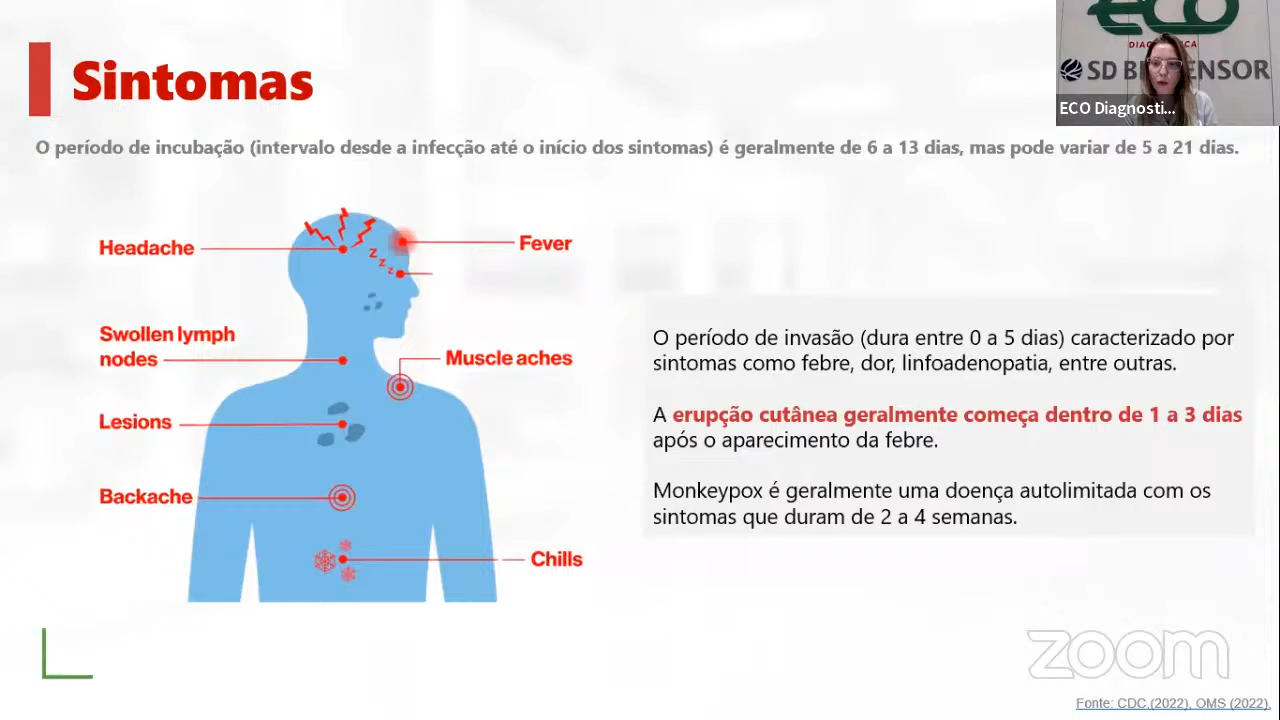 Sintomas
O período de incubação (intervalo desde a infecção até o início dos sintomas) é geralmente de 6 a 13 dias, mas pode variar de 5 a 21 dias.
Headache
Fever
z
z
z
Swollen lymph
nodes
Muscle aches
Lesions
Backache
Chills
O período de invasão (dura entre 0 a 5 dias) caracterizado por
sintomas como febre, dor, linfoadenopatia, entre outras.
A erupção cutânea geralmente começa dentro de 1 a 3 dias
após o aparecimento da febre.
Monkeypox é geralmente uma doença autolimitada com os
sintomas que duram de 2 a 4 semanas.
eco
SD
ENSOR
ECO Diagnosti...
zoom
Fonte: CDC,(2022), OMS (2022).